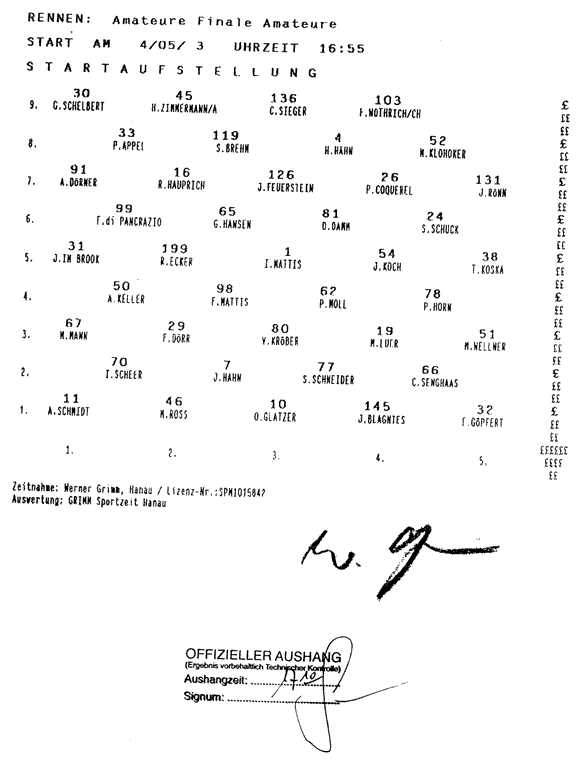 RENNEN: Amateure Finale Amateure
START AM 4/05/ 3 UHRZEIT 16:55
S T A R T A U F S T E L L U N G
30 45 136 103
9. G.SCHELBERT H.ZIMMERMANN/A C.SIEGER F.WÜTHRICH/CH £
££
33 119 4 52
8. P.APPEL S.BREHM H.HAHN M.KLOHOKER £
££
91 16 126 26 131
7. A.DÖRNER R.HAUPRICH J.FEUERSTEIN P.COQUEREL J.RÖNN £
££
99 65 81 24
6. F.di PANCRAZIO G.HANSEN D.DAMM S.SCHUCK £
££
31 199 1 54 38
5. J.IM BROOK R.ECKER I.MATTIS J.KOCH T.KOSKA £
££
50 98 62 78
4. A.KELLER F.MATTIS P.MOLL P.HORN £
££
67 29 80 19 51
3. M.MANN F.DÖRR V.KRÖBER M.WELLNER £
££
70 7 77 66
2. I.SCHEER J.HAHN S.SCHNEIDER C.SENGHAAS £
££
11 46 10 145 32
1. A.SCHMIDT M.ROSS O.GLATZER J.BLAGNIES F.GÖPFERT £
££
££
1. 2. 3. 4. 5. ££££££
££££
££
Zeitnahme: Werner Grimm, Hanau / Lizenz-Nr.:SPM1015842
Auswertung: GRIMM Sportzeit Hanau
OFFIZIELLER AUSHANG
(Ergebnis vorbehaltlich Technischer Kontrolle)
Aushangzeit: 17 10
Signum: